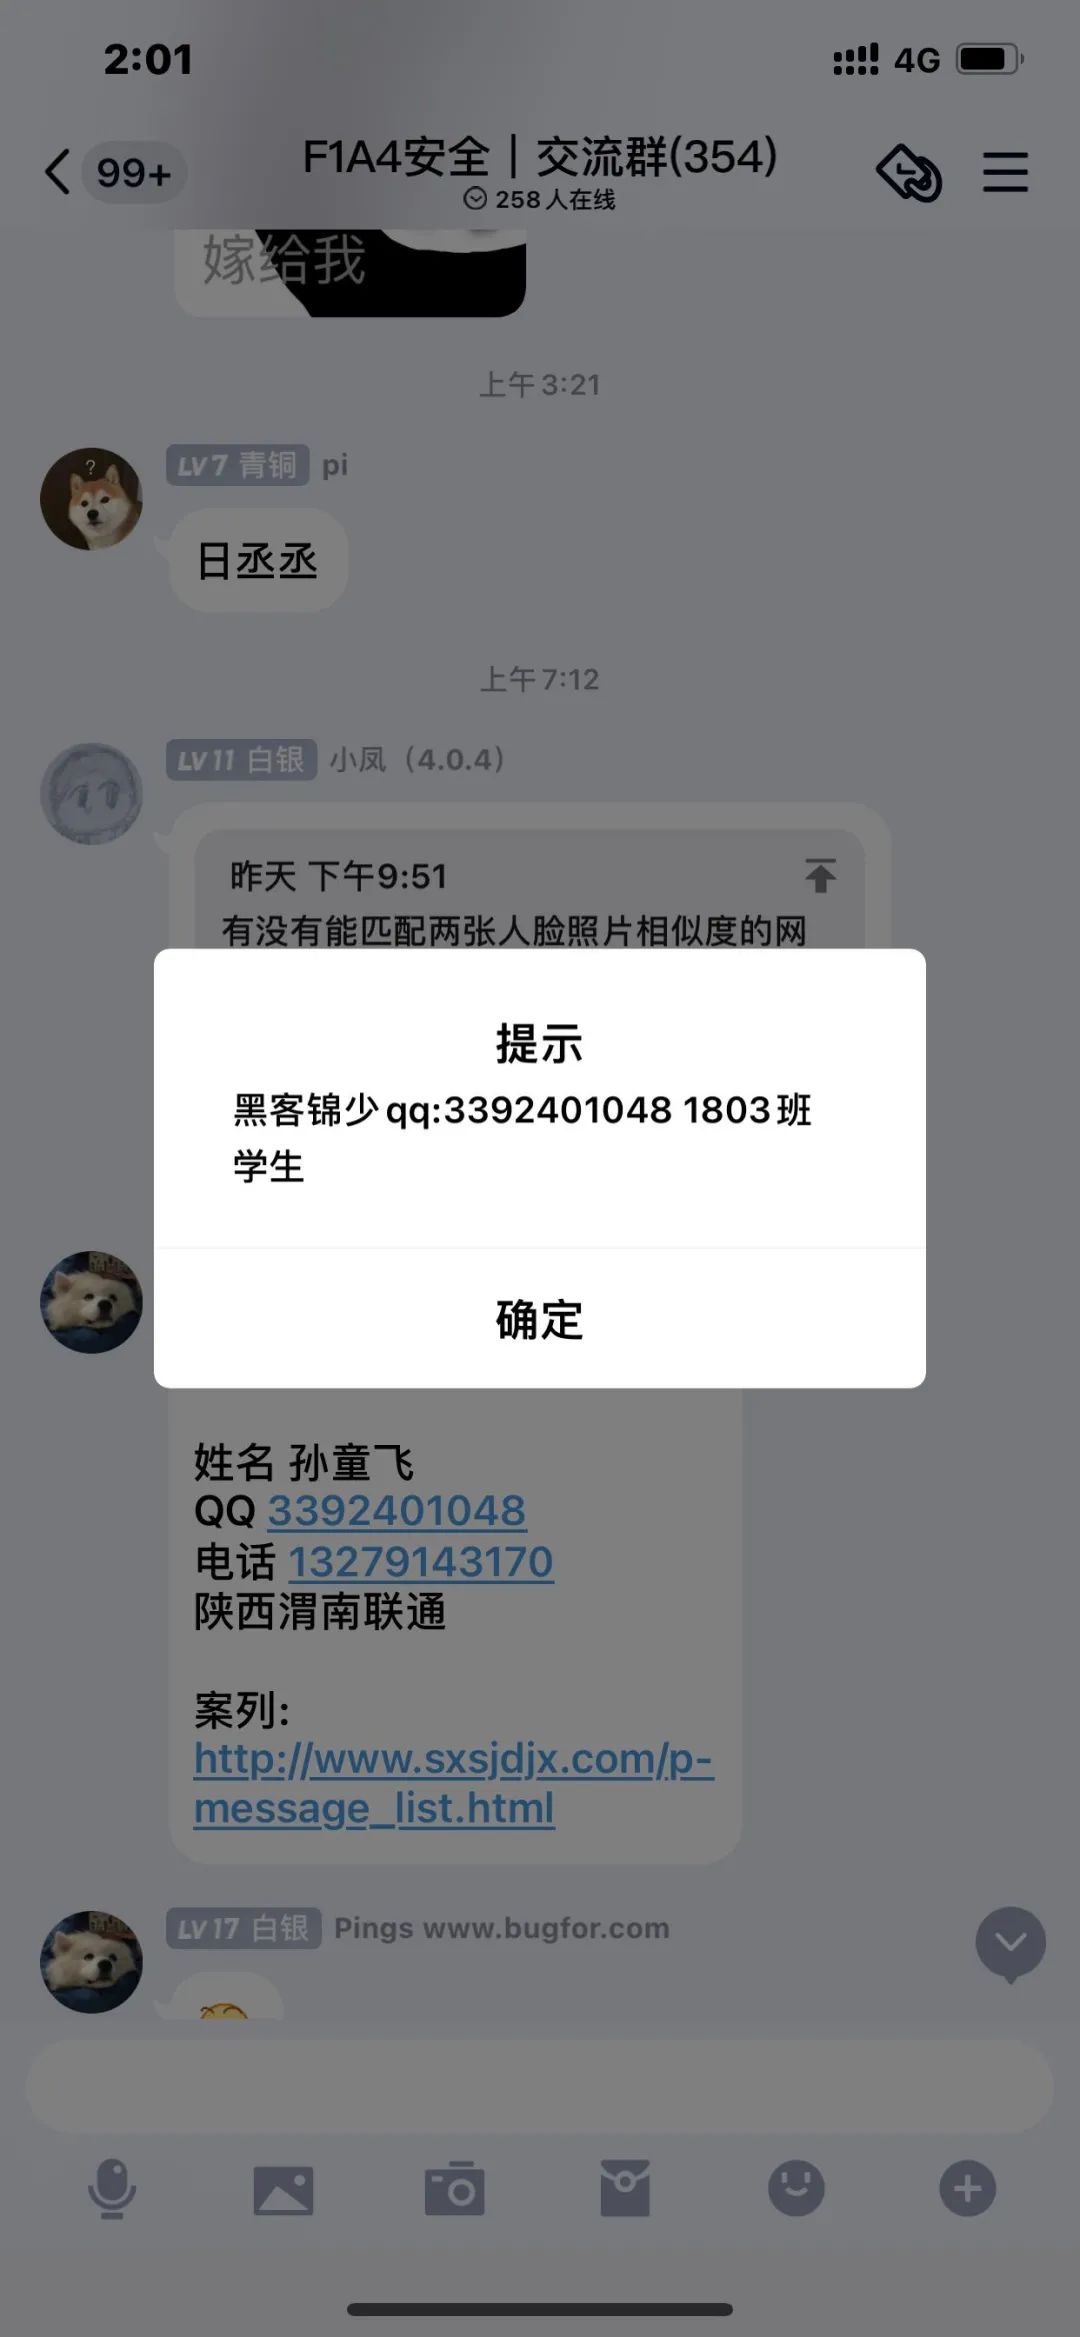 2:01
4G
99+
F1A4安全｜交流群(354)
258人在线
嫁给我
上午3:21
LV7 青铜 pi
日丞丞
上午7:12
LV11 白银 小凤（4.0.4）
昨天 下午9:51
有没有能匹配两张人脸照片相似度的网
提示
黑客锦少qq:3392401048 1803班
学生
确定
姓名 孙童飞
QQ 3392401048
电话 13279143170
陕西渭南联通
案列:
http://www.sxsjdjx.com/p-
message_list.html
LV17 白银 Pings www.bugfor.com